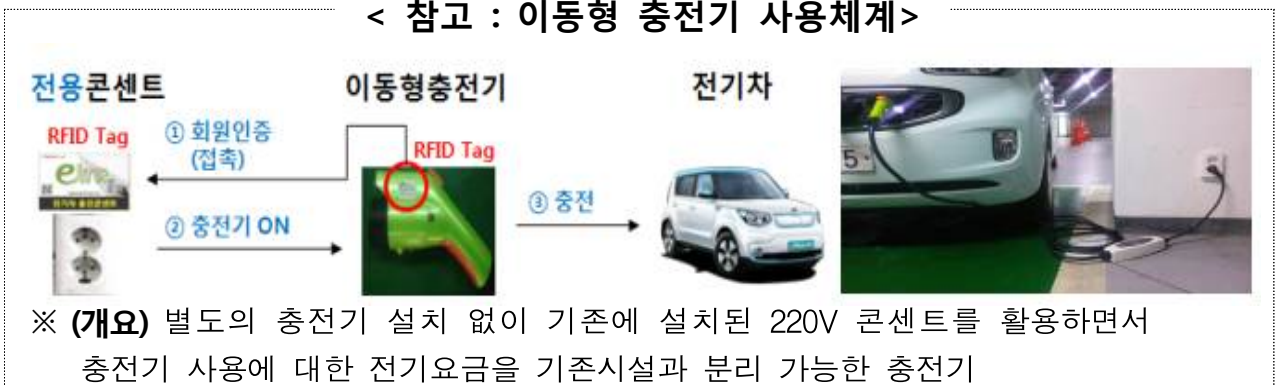 < 참고 : 이동형 충전기 사용체계>
전용콘센트
이동형충전기
전기차
RFID Tag
① 회원인증
(접촉)
RFID Tag
② 충전기 ON
③ 충전
※ (개요) 별도의 충전기 설치 없이 기존에 설치된 220V 콘센트를 활용하면서
충전기 사용에 대한 전기요금을 기존시설과 분리 가능한 충전기